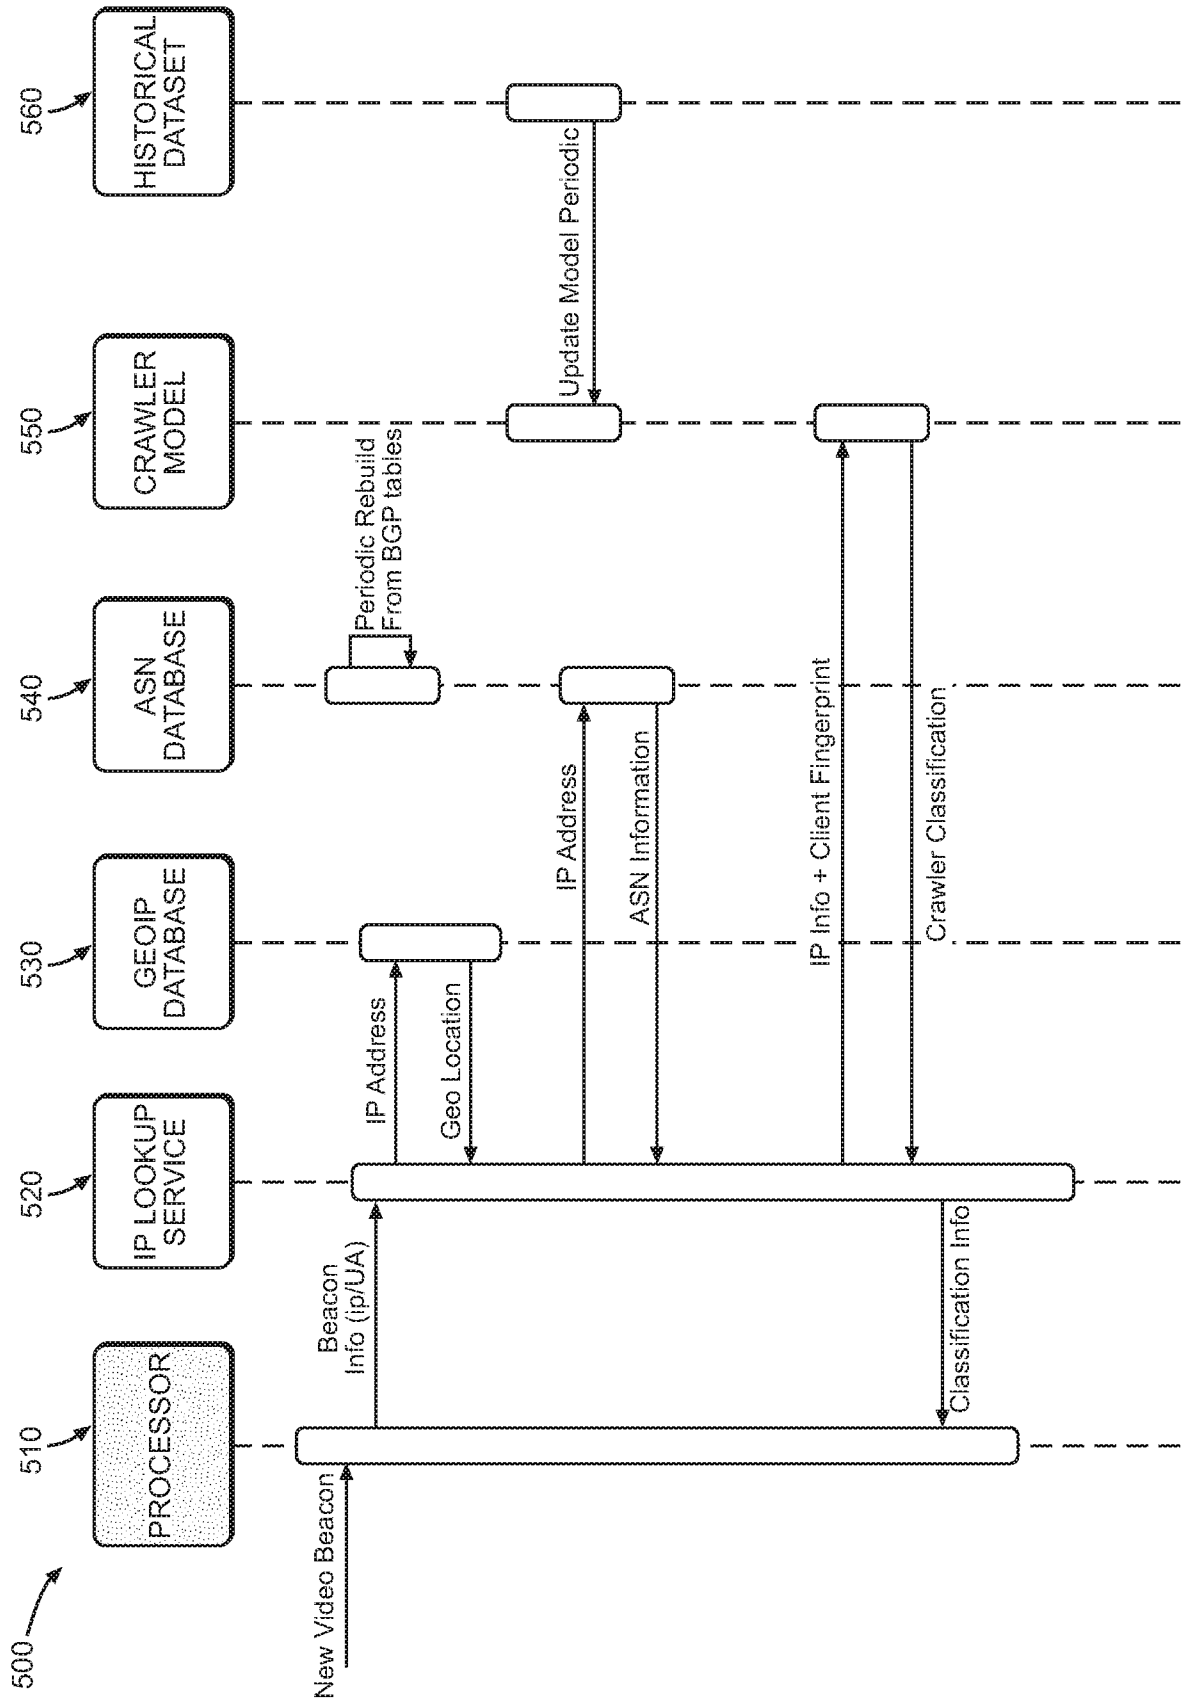 500
510
520
530
540
550
560
PROCESSOR
IP LOOKUP
SERVICE
GEOIP
DATABASE
ASN
DATABASE
CRAWLER
MODEL
HISTORICAL
DATASET
New Video Beacon
Beacon
Info (ip/UA)
IP Address
Geo Location
Periodic Rebuild
From BGP tables
IP Address
ASN Information
Update Model Periodic
IP Info + Client Fingerprint
Crawler Classification
Classification Info